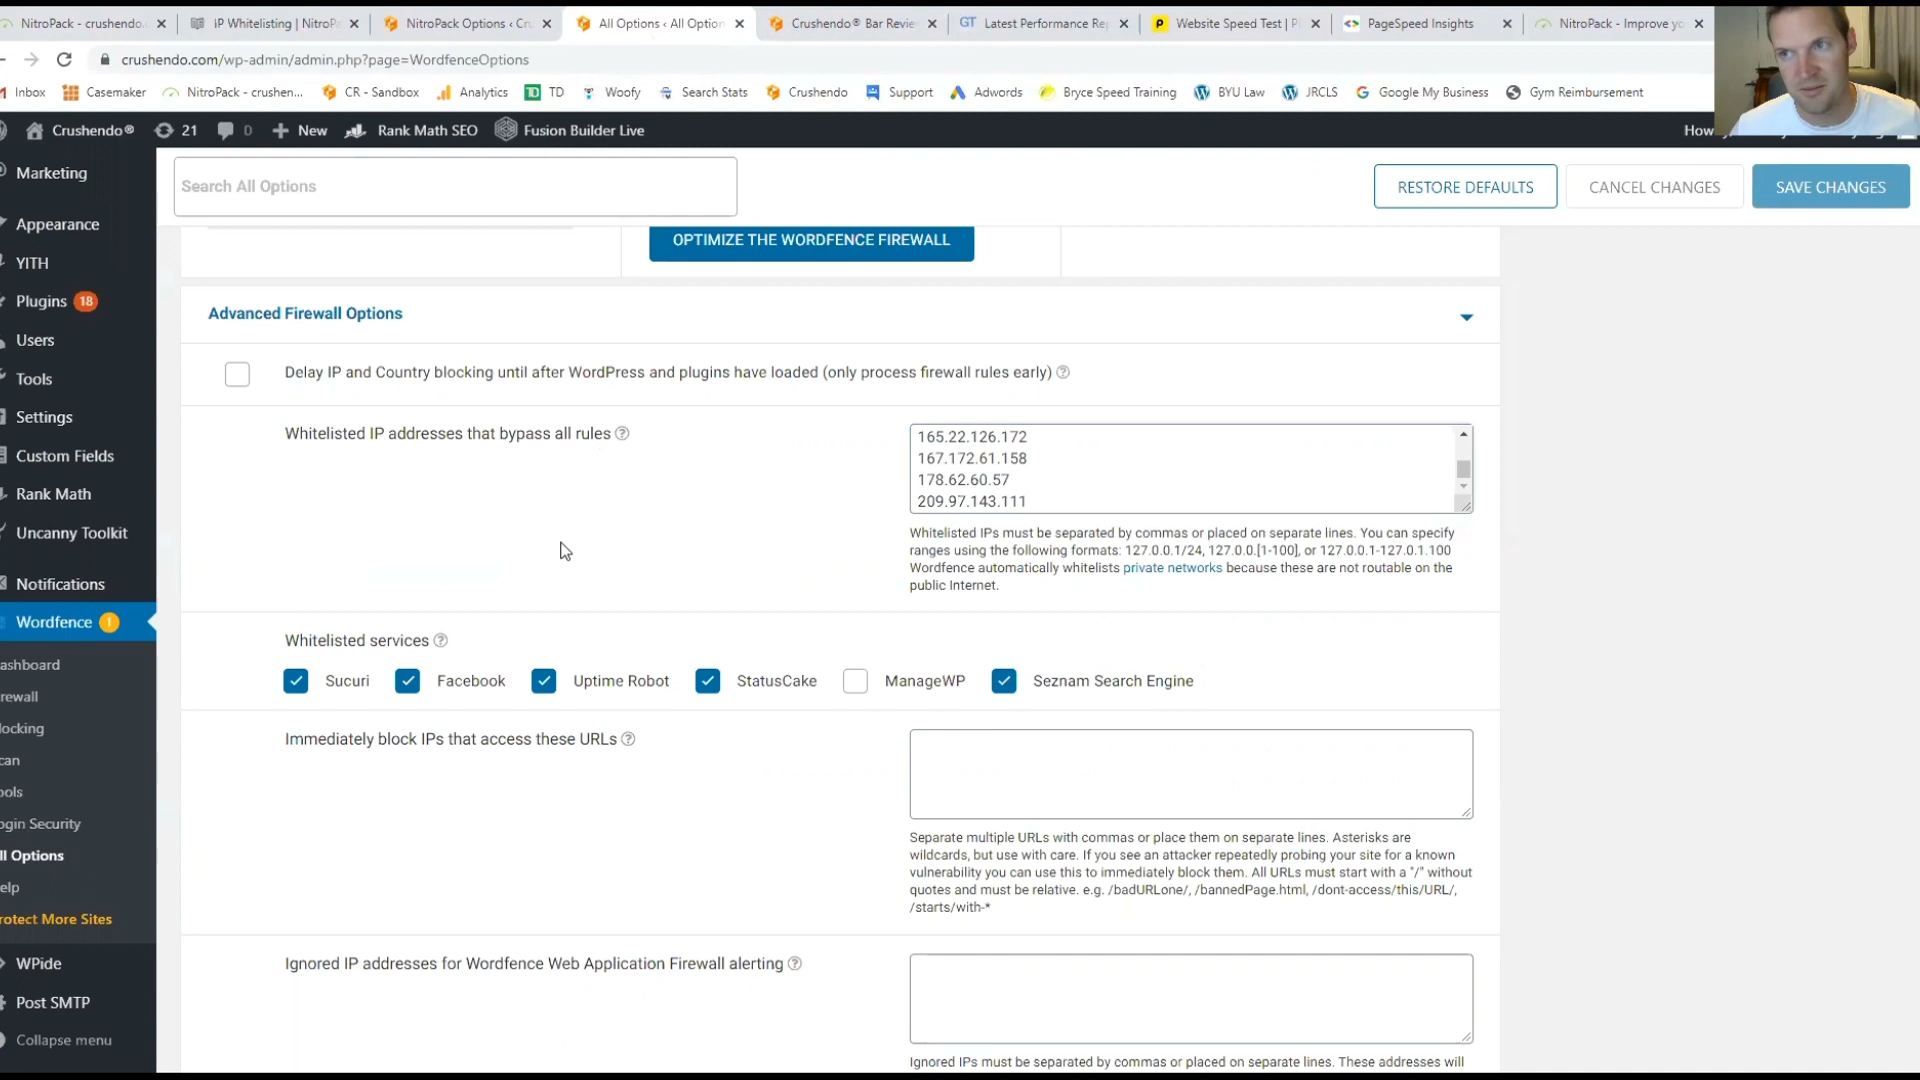 NitroPack - crushendo.
iP Whitelisting | NitroP
NitroPack Options ‹ Cr
All Options ‹ All Option
Crushendo® Bar Revie
GT Latest Performance Re
P Website Speed Test | P
PageSpeed Insights
NitroPack - Improve yo
crushendo.com/wp-admin/admin.php?page=WordfenceOptions
Inbox
Casemaker
NitroPack - crushen...
CR - Sandbox
Analytics
TD
Woofy
Search Stats
Crushendo
Support
Adwords
Bryce Speed Training
BYU Law
JRCLS
Google My Business
Gym Reimbursement
Crushendo®
21
0
New
Rank Math SEO
Fusion Builder Live
How
Marketing
Appearance
YITH
Plugins 18
Users
Tools
Settings
Custom Fields
Rank Math
Uncanny Toolkit
Notifications
Wordfence 1
ashboard
rewall
locking
can
ools
ogin Security
ll Options
elp
rotect More Sites
WPide
Post SMTP
Collapse menu
Search All Options
RESTORE DEFAULTS
CANCEL CHANGES
SAVE CHANGES
OPTIMIZE THE WORDFENCE FIREWALL
Advanced Firewall Options
Delay IP and Country blocking until after WordPress and plugins have loaded (only process firewall rules early)
Whitelisted IP addresses that bypass all rules
165.22.126.172
167.172.61.158
178.62.60.57
209.97.143.111
Whitelisted IPs must be separated by commas or placed on separate lines. You can specify
ranges using the following formats: 127.0.0.1/24, 127.0.0.[1-100], or 127.0.0.1-127.0.1.100
Wordfence automatically whitelists private networks because these are not routable on the
public Internet.
Whitelisted services
Sucuri
Facebook
Uptime Robot
StatusCake
ManageWP
Seznam Search Engine
Immediately block IPs that access these URLs
Separate multiple URLs with commas or place them on separate lines. Asterisks are
wildcards, but use with care. If you see an attacker repeatedly probing your site for a known
vulnerability you can use this to immediately block them. All URLs must start with a "/" without
quotes and must be relative. e.g. /badURLone/, /bannedPage.html, /dont-access/this/URL/,
/starts/with-*
Ignored IP addresses for Wordfence Web Application Firewall alerting
Ignored IPs must be separated by commas or placed on separate lines. These addresses will